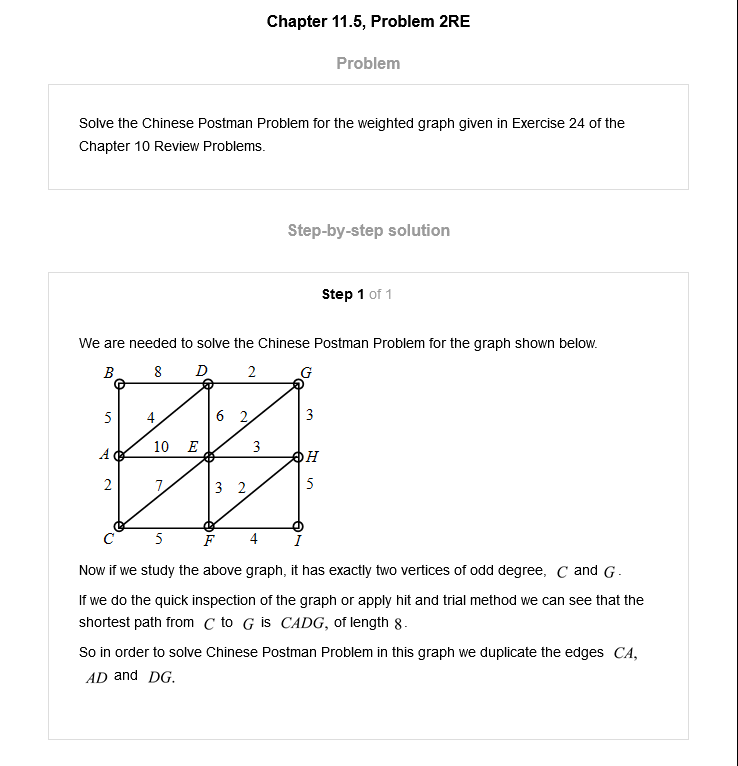 Chapter 11.5, Problem 2RE
Problem
Solve the Chinese Postman Problem for the weighted graph given in Exercise 24 of the
Chapter 10 Review Problems.
Step-by-step solution
Step 1 of 1
We are needed to solve the Chinese Postman Problem for the graph shown below.
B 8 D 2 G
5 4 6 2 3
A 10 E 3 H
2 7 3 2 5
C 5 F 4 I
Now if we study the above graph, it has exactly two vertices of odd degree, C and G.
If we do the quick inspection of the graph or apply hit and trial method we can see that the
shortest path from C to G is CADG, of length 8.
So in order to solve Chinese Postman Problem in this graph we duplicate the edges CA,
AD and DG.